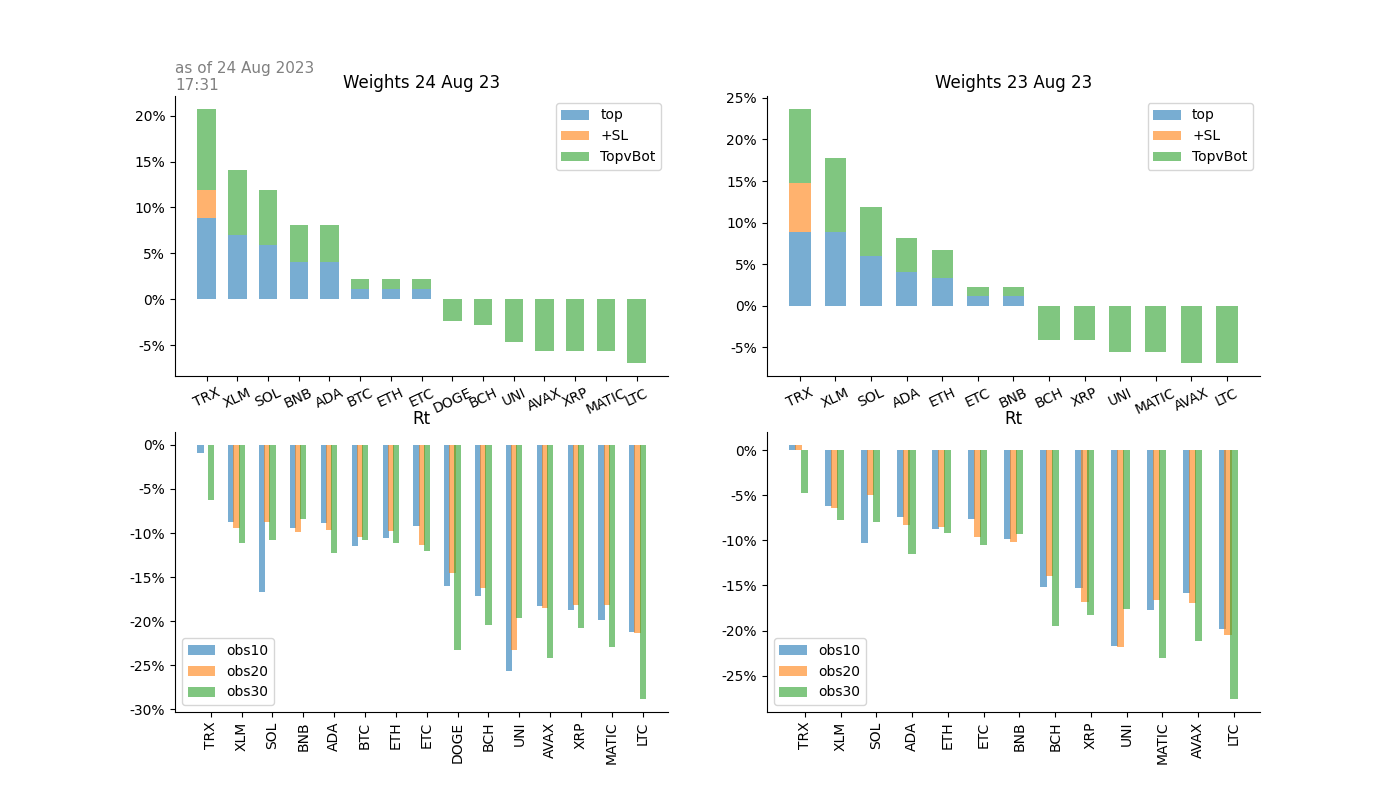 as of 24 Aug 2023
17:31
Weights 24 Aug 23
20%
15%
10%
5%
0%
-5%
top
+SL
TopvBot
TRX XLM SOL BNB ADA BTC ETH ETC DOGE BCH UNI AVAX XRP MATIC LTC
Weights 23 Aug 23
25%
20%
15%
10%
5%
0%
-5%
top
+SL
TopvBot
TRX XLM SOL ADA ETH ETC BNB BCH XRP UNI MATIC AVAX LTC
Rt
0%
-5%
-10%
-15%
-20%
-25%
-30%
obs10
obs20
obs30
TRX XLM SOL BNB ADA BTC ETH ETC DOGE BCH UNI AVAX XRP MATIC LTC
Rt
0%
-5%
-10%
-15%
-20%
-25%
obs10
obs20
obs30
TRX XLM SOL ADA ETH ETC BNB BCH XRP UNI MATIC AVAX LTC